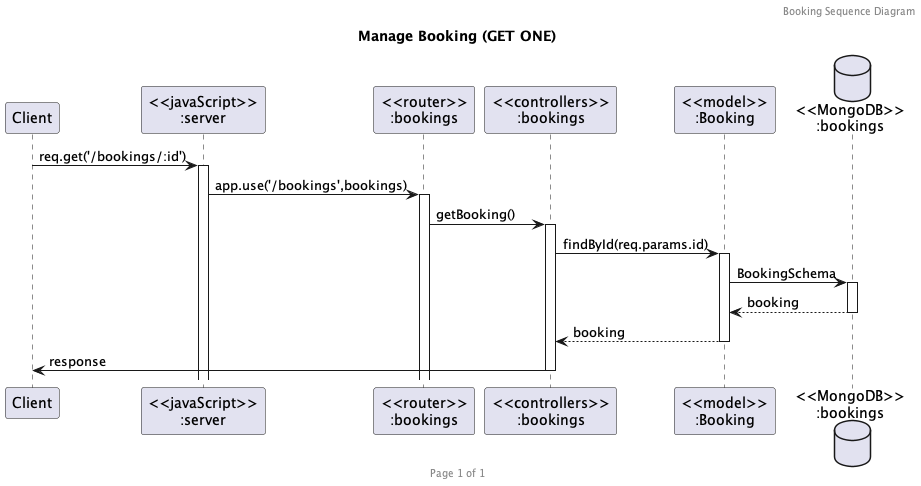 Booking Sequence Diagram
Manage Booking (GET ONE)
Client
<<javaScript>>
:server
<<router>>
:bookings
<<controllers>>
:bookings
<<model>>
:Booking
<<MongoDB>>
:bookings
req.get('/bookings/:id')
app.use('/bookings',bookings)
getBooking()
findById(req.params.id)
BookingSchema
booking
booking
response
Client
<<javaScript>>
:server
<<router>>
:bookings
<<controllers>>
:bookings
<<model>>
:Booking
<<MongoDB>>
:bookings
Page 1 of 1